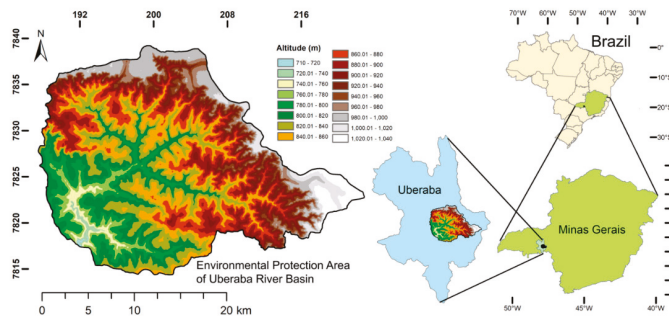 192 200 204 208 212 216
7840
7835
7830
7825
7820
7815
N
Altitude (m)
710 - 720
720.01 - 740
740.01 - 760
760.01 - 780
780.01 - 800
800.01 - 820
820.01 - 840
840.01 - 860
860.01 - 880
880.01 - 900
900.01 - 920
920.01 - 940
940.01 - 960
960.01 - 980
980.01 - 1,000
1,000.01 - 1,020
1,020.01 - 1,040
Environmental Protection Area
of Uberaba River Basin
0 5 10 20 km
70°W 60°W 50°W 40°W
Brazil
0°
10°S
20°S
30°S
Uberaba
Minas Gerais
50°W 45°W 40°W